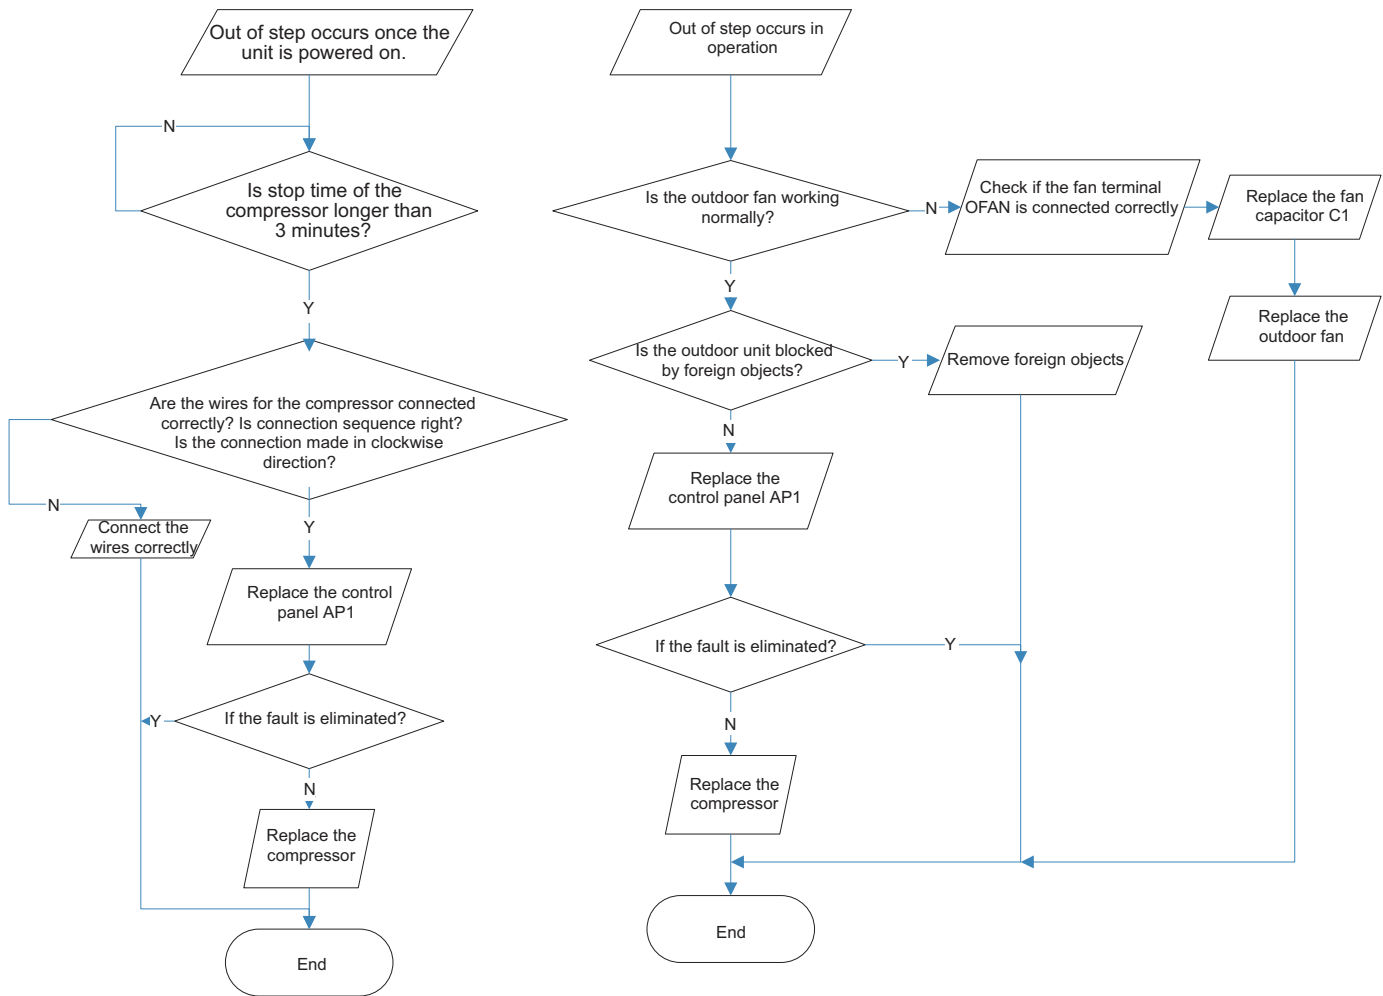 Out of step occurs once the
unit is powered on.
N
Is stop time of the
compressor longer than
3 minutes?
Y
Are the wires for the compressor connected
correctly? Is connection sequence right?
Is the connection made in clockwise
direction?
N
Connect the
wires correctly
Y
Replace the control
panel AP1
If the fault is eliminated?
Y
N
Replace the
compressor
End
Out of step occurs in
operation
Is the outdoor fan working
normally?
N
Check if the fan terminal
OFAN is connected correctly
Replace the fan
capacitor C1
Replace the
outdoor fan
Y
Is the outdoor unit blocked
by foreign objects?
Y
Remove foreign objects
N
Replace the
control panel AP1
If the fault is eliminated?
Y
N
Replace the
compressor
End